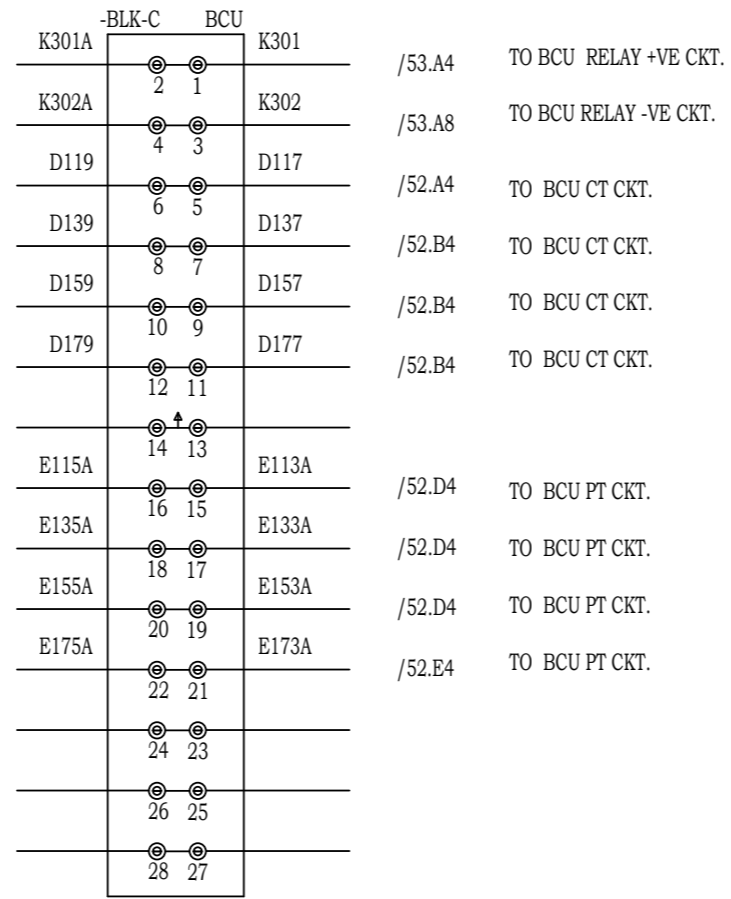 -BLK-C BCU
K301A K301 /53.A4 TO BCU RELAY +VE CKT.
2 1
K302A K302 /53.A8 TO BCU RELAY -VE CKT.
4 3
D119 D117 /52.A4 TO BCU CT CKT.
6 5
D139 D137 /52.B4 TO BCU CT CKT.
8 7
D159 D157 /52.B4 TO BCU CT CKT.
10 9
D179 D177 /52.B4 TO BCU CT CKT.
12 11
14 13
E115A E113A /52.D4 TO BCU PT CKT.
16 15
E135A E133A /52.D4 TO BCU PT CKT.
18 17
E155A E153A /52.D4 TO BCU PT CKT.
20 19
E175A E173A /52.E4 TO BCU PT CKT.
22 21
24 23
26 25
28 27